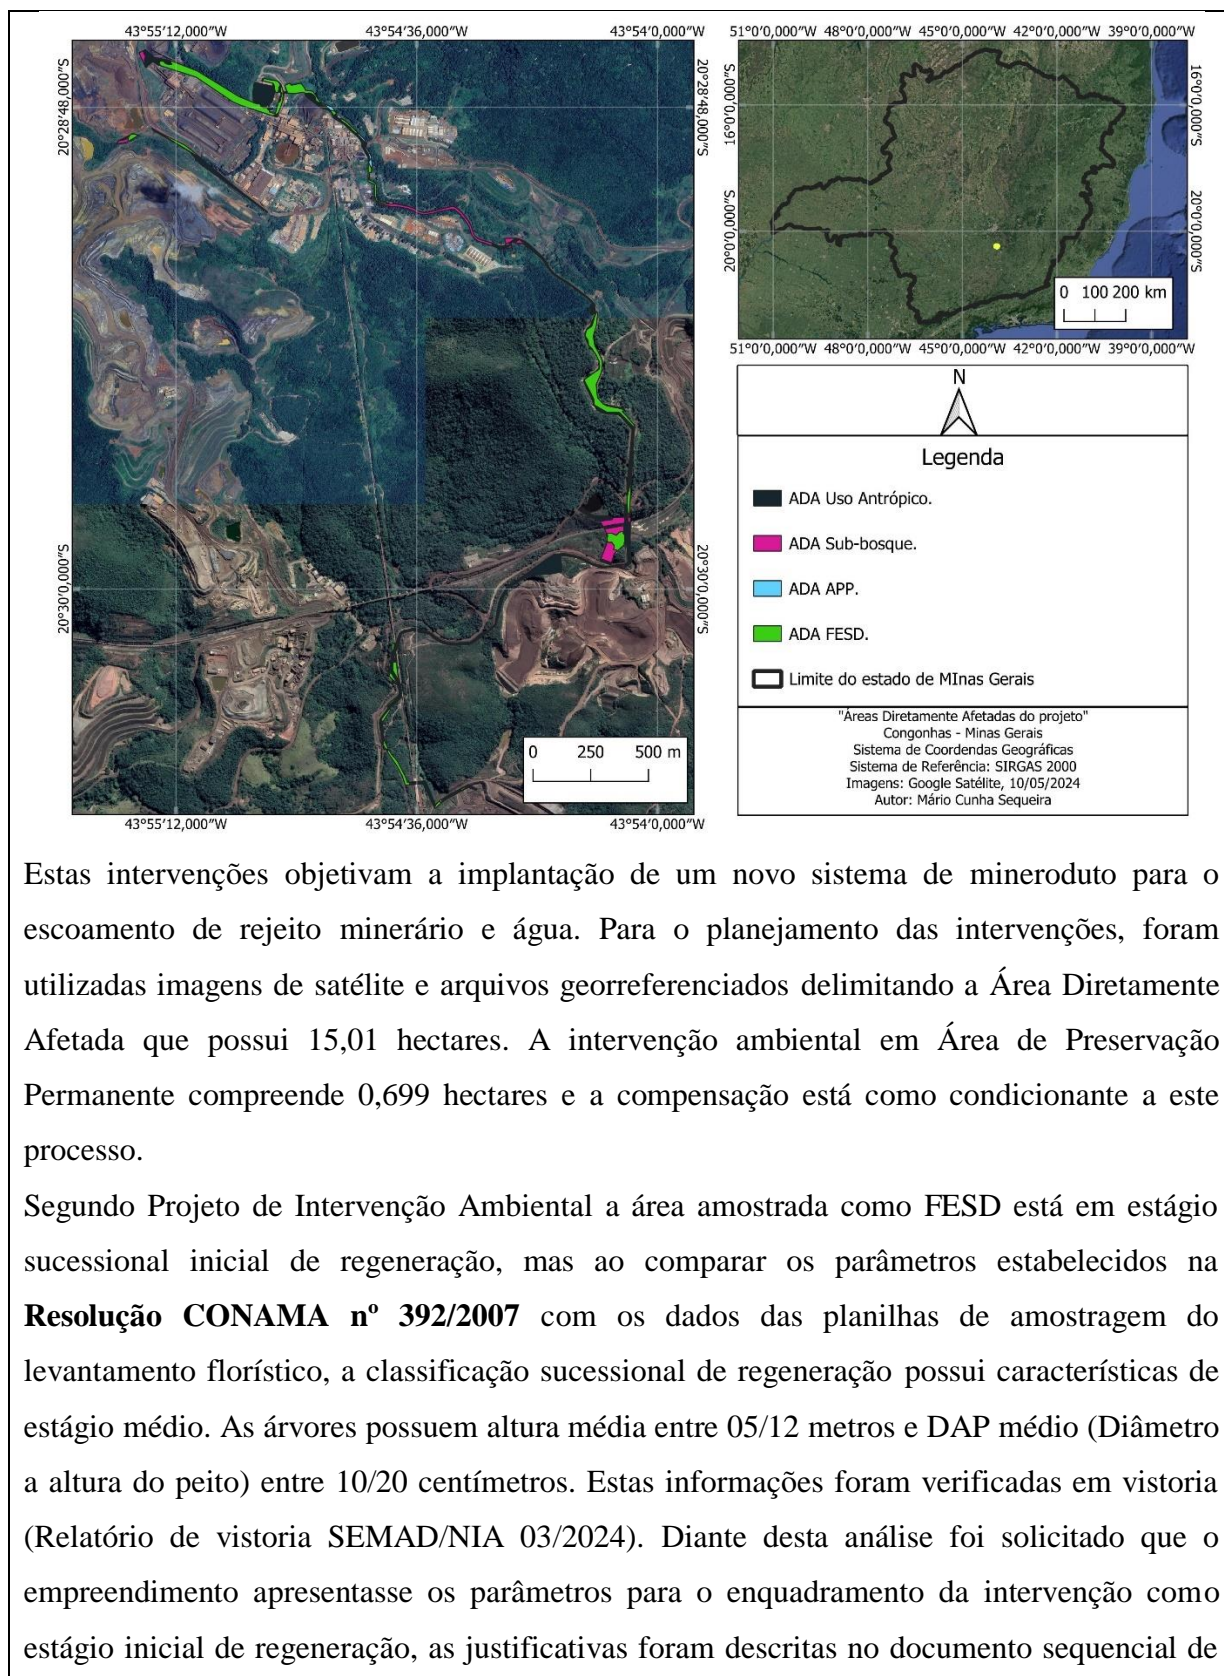 43°55'12,000"W 43°54'36,000"W 43°54'0,000"W
20°28'48,000"S
20°28'48,000"S
20°30'0,000"S
20°30'0,000"S
0 250 500 m
43°55'12,000"W 43°54'36,000"W 43°54'0,000"W
51°0'0,000"W 48°0'0,000"W 45°0'0,000"W 42°0'0,000"W 39°0'0,000"W
16°0'0,000"S
16°0'0,000"S
20°0'0,000"S
20°0'0,000"S
0 100 200 km
51°0'0,000"W 48°0'0,000"W 45°0'0,000"W 42°0'0,000"W 39°0'0,000"W
N
Legenda
ADA Uso Antrópico.
ADA Sub-bosque.
ADA APP.
ADA FESD.
Limite do estado de MInas Gerais
"Áreas Diretamente Afetadas do projeto"
Congonhas - Minas Gerais
Sistema de Coordendas Geográficas
Sistema de Referência: SIRGAS 2000
Imagens: Google Satélite, 10/05/2024
Autor: Mário Cunha Sequeira
Estas intervenções objetivam a implantação de um novo sistema de mineroduto para o
escoamento de rejeito minerário e água. Para o planejamento das intervenções, foram
utilizadas imagens de satélite e arquivos georreferenciados delimitando a Área Diretamente
Afetada que possui 15,01 hectares. A intervenção ambiental em Área de Preservação
Permanente compreende 0,699 hectares e a compensação está como condicionante a este
processo.
Segundo Projeto de Intervenção Ambiental a área amostrada como FESD está em estágio
sucessional inicial de regeneração, mas ao comparar os parâmetros estabelecidos na
Resolução CONAMA nº 392/2007 com os dados das planilhas de amostragem do
levantamento florístico, a classificação sucessional de regeneração possui características de
estágio médio. As árvores possuem altura média entre 05/12 metros e DAP médio (Diâmetro
a altura do peito) entre 10/20 centímetros. Estas informações foram verificadas em vistoria
(Relatório de vistoria SEMAD/NIA 03/2024). Diante desta análise foi solicitado que o
empreendimento apresentasse os parâmetros para o enquadramento da intervenção como
estágio inicial de regeneração, as justificativas foram descritas no documento sequencial de